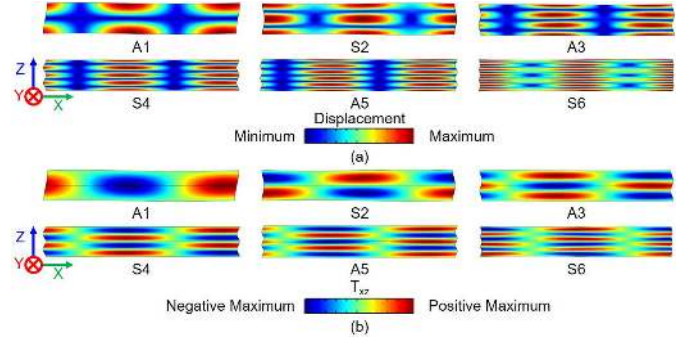 A1 S2 A3
Z
Y X
S4 A5 S6
Displacement
Minimum Maximum
(a)
A1 S2 A3
Z
Y X
S4 A5 S6
Txz
Negative Maximum Positive Maximum
(b)